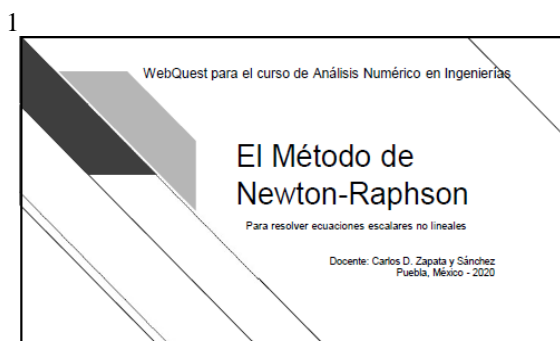 1
WebQuest para el curso de Análisis Numérico en Ingenierías
El Método de
Newton-Raphson
Para resolver ecuaciones escalares no lineales
Docente: Carlos D. Zapata y Sánchez
Puebla, México - 2020